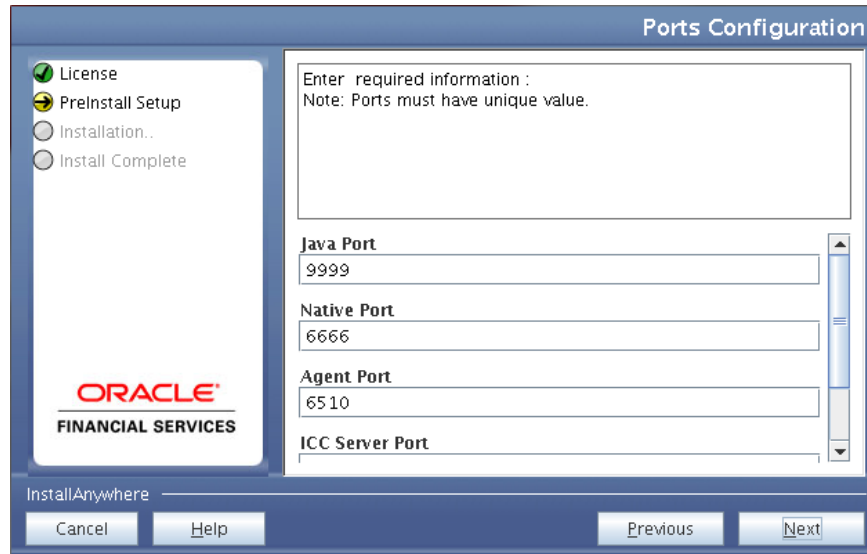 Ports Configuration
License
PreInstall Setup
Installation..
Install Complete
Enter required information :
Note: Ports must have unique value.
Java Port
9999
Native Port
6666
Agent Port
6510
ICC Server Port
ORACLE
FINANCIAL SERVICES
InstallAnywhere
Cancel
Help
Previous
Next